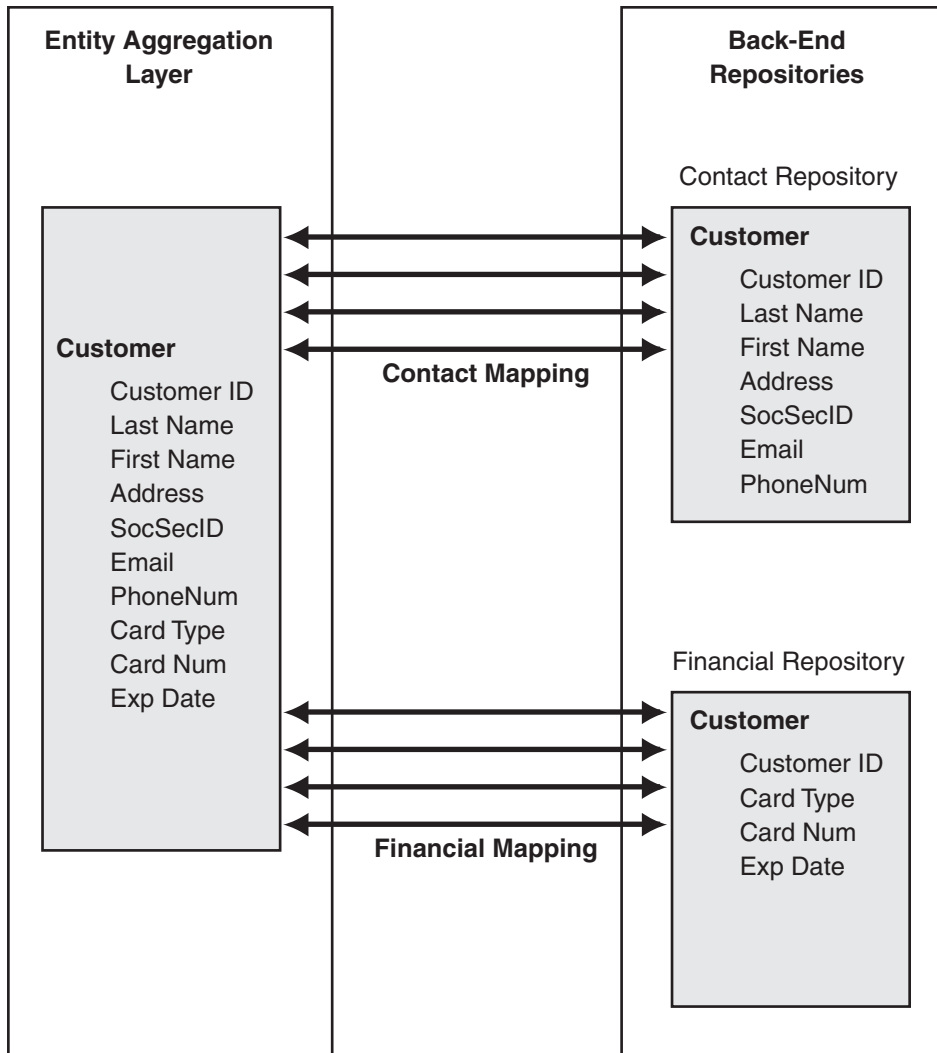 Entity Aggregation
Layer
Customer
Customer ID
Last Name
First Name
Address
SocSecID
Email
PhoneNum
Card Type
Card Num
Exp Date
Contact Mapping
Financial Mapping
Back-End
Repositories
Contact Repository
Customer
Customer ID
Last Name
First Name
Address
SocSecID
Email
PhoneNum
Financial Repository
Customer
Customer ID
Card Type
Card Num
Exp Date